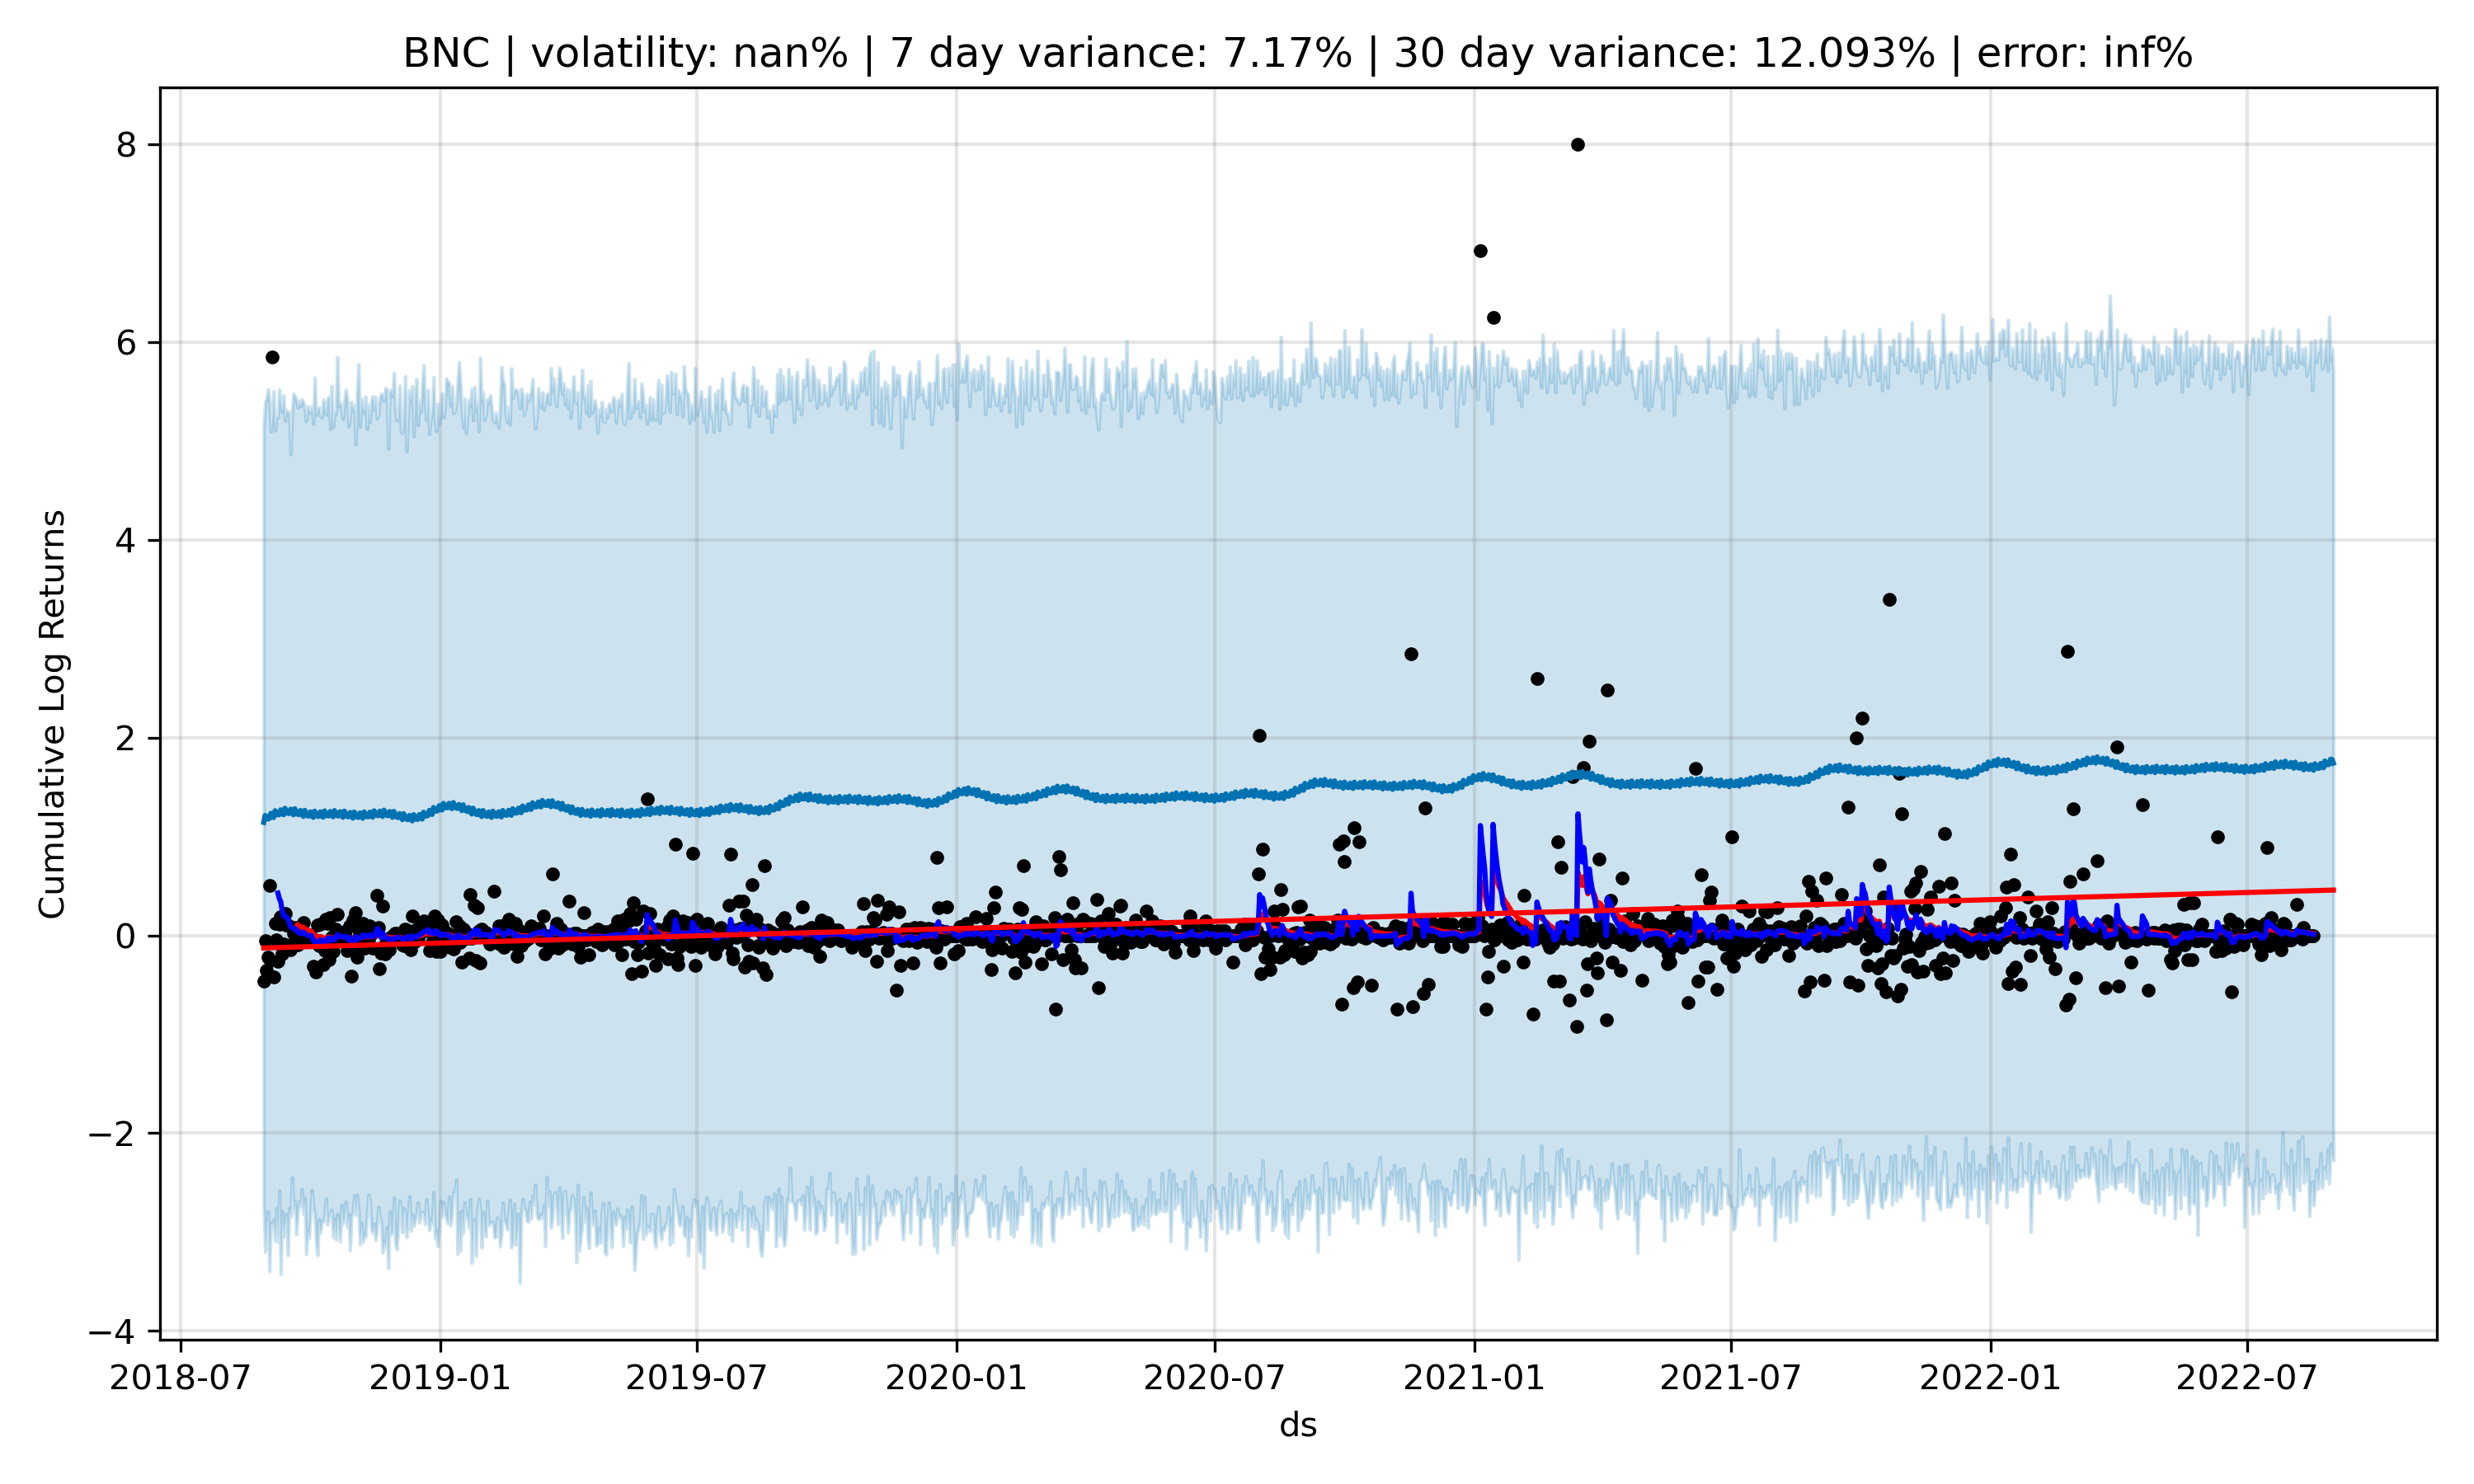 BNC | volatility: nan% | 7 day variance: 7.17% | 30 day variance: 12.093% | error: inf%
Cumulative Log Returns
8
6
4
2
0
−2
−4
2018-07 2019-01 2019-07 2020-01 2020-07 2021-01 2021-07 2022-01 2022-07
ds